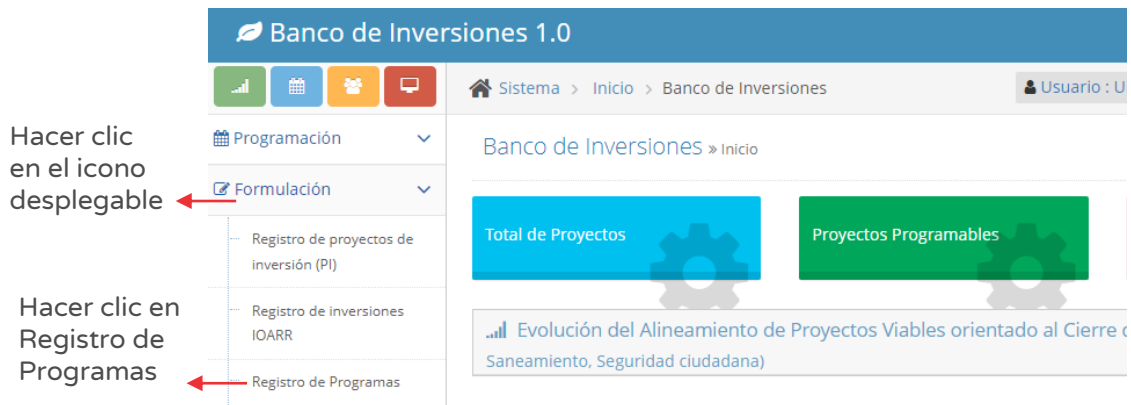 Banco de Inversiones 1.0
Sistema > Inicio > Banco de Inversiones
Usuario : U
Hacer clic
en el icono
desplegable
Programación
Formulación
Registro de proyectos de
inversión (PI)
Registro de inversiones
IOARR
Hacer clic en
Registro de
Programas
Registro de Programas
Banco de Inversiones » Inicio
Total de Proyectos
Proyectos Programables
Evolución del Alineamiento de Proyectos Viables orientado al Cierre
Saneamiento, Seguridad ciudadana)